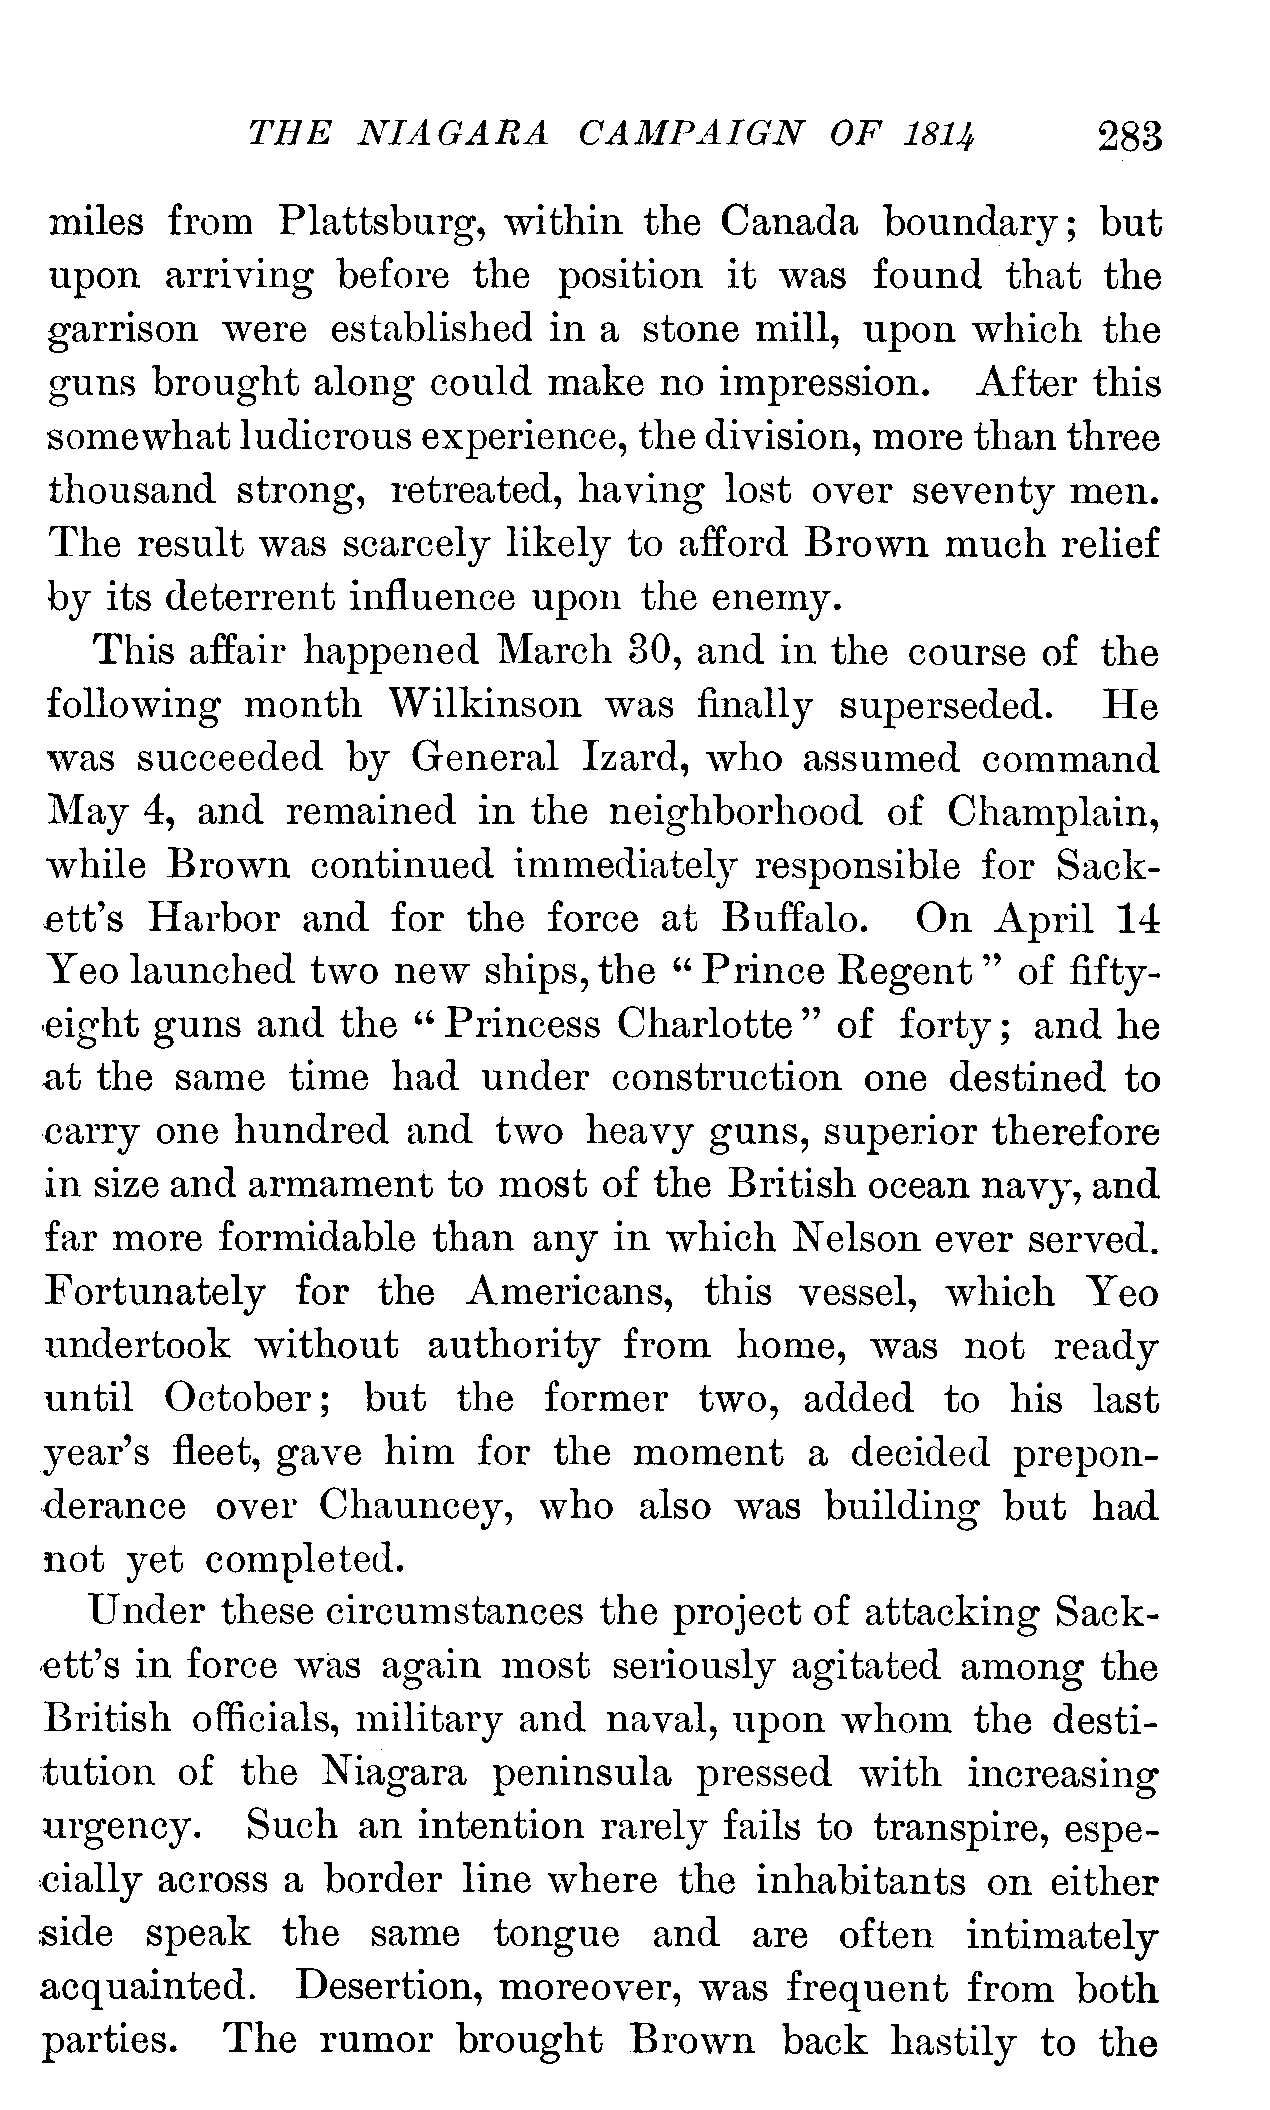 THE NIAGARA CAMPAIGN OF 1814 283
miles from Plattsburg, within the Canada boundary; but
upon arriving before the position it was found that the
garrison were established in a stone mill, upon which the
guns brought along could make no impression. After this
somewhat ludicrous experience, the division, more than three
thousand strong, retreated, having lost over seventy men.
The result was scarcely likely to afford Brown much relief
by its deterrent influence upon the enemy.
This affair happened March 30, and in the course of the
following month Wilkinson was finally superseded. He
was succeeded by General Izard, who assumed command
May 4, and remained in the neighborhood of Champlain,
while Brown continued immediately responsible for Sack-
ett's Harbor and for the force at Buffalo. On April 14
Yeo launched two new ships, the "Prince Regent" of fifty-
eight guns and the "Princess Charlotte" of forty; and he
at the same time had under construction one destined to
carry one hundred and two heavy guns, superior therefore
in size and armament to most of the British ocean navy, and
far more formidable than any in which Nelson ever served.
Fortunately for the Americans, this vessel, which Yeo
undertook without authority from home, was not ready
until October; but the former two, added to his last
year's fleet, gave him for the moment a decided prepon-
derance over Chauncey, who also was building but had
not yet completed.
Under these circumstances the project of attacking Sack-
ett's in force was again most seriously agitated among the
British officials, military and naval, upon whom the desti-
tution of the Niagara peninsula pressed with increasing
urgency. Such an intention rarely fails to transpire, espe-
cially across a border line where the inhabitants on either
side speak the same tongue and are often intimately
acquainted. Desertion, moreover, was frequent from both
parties. The rumor brought Brown back hastily to the